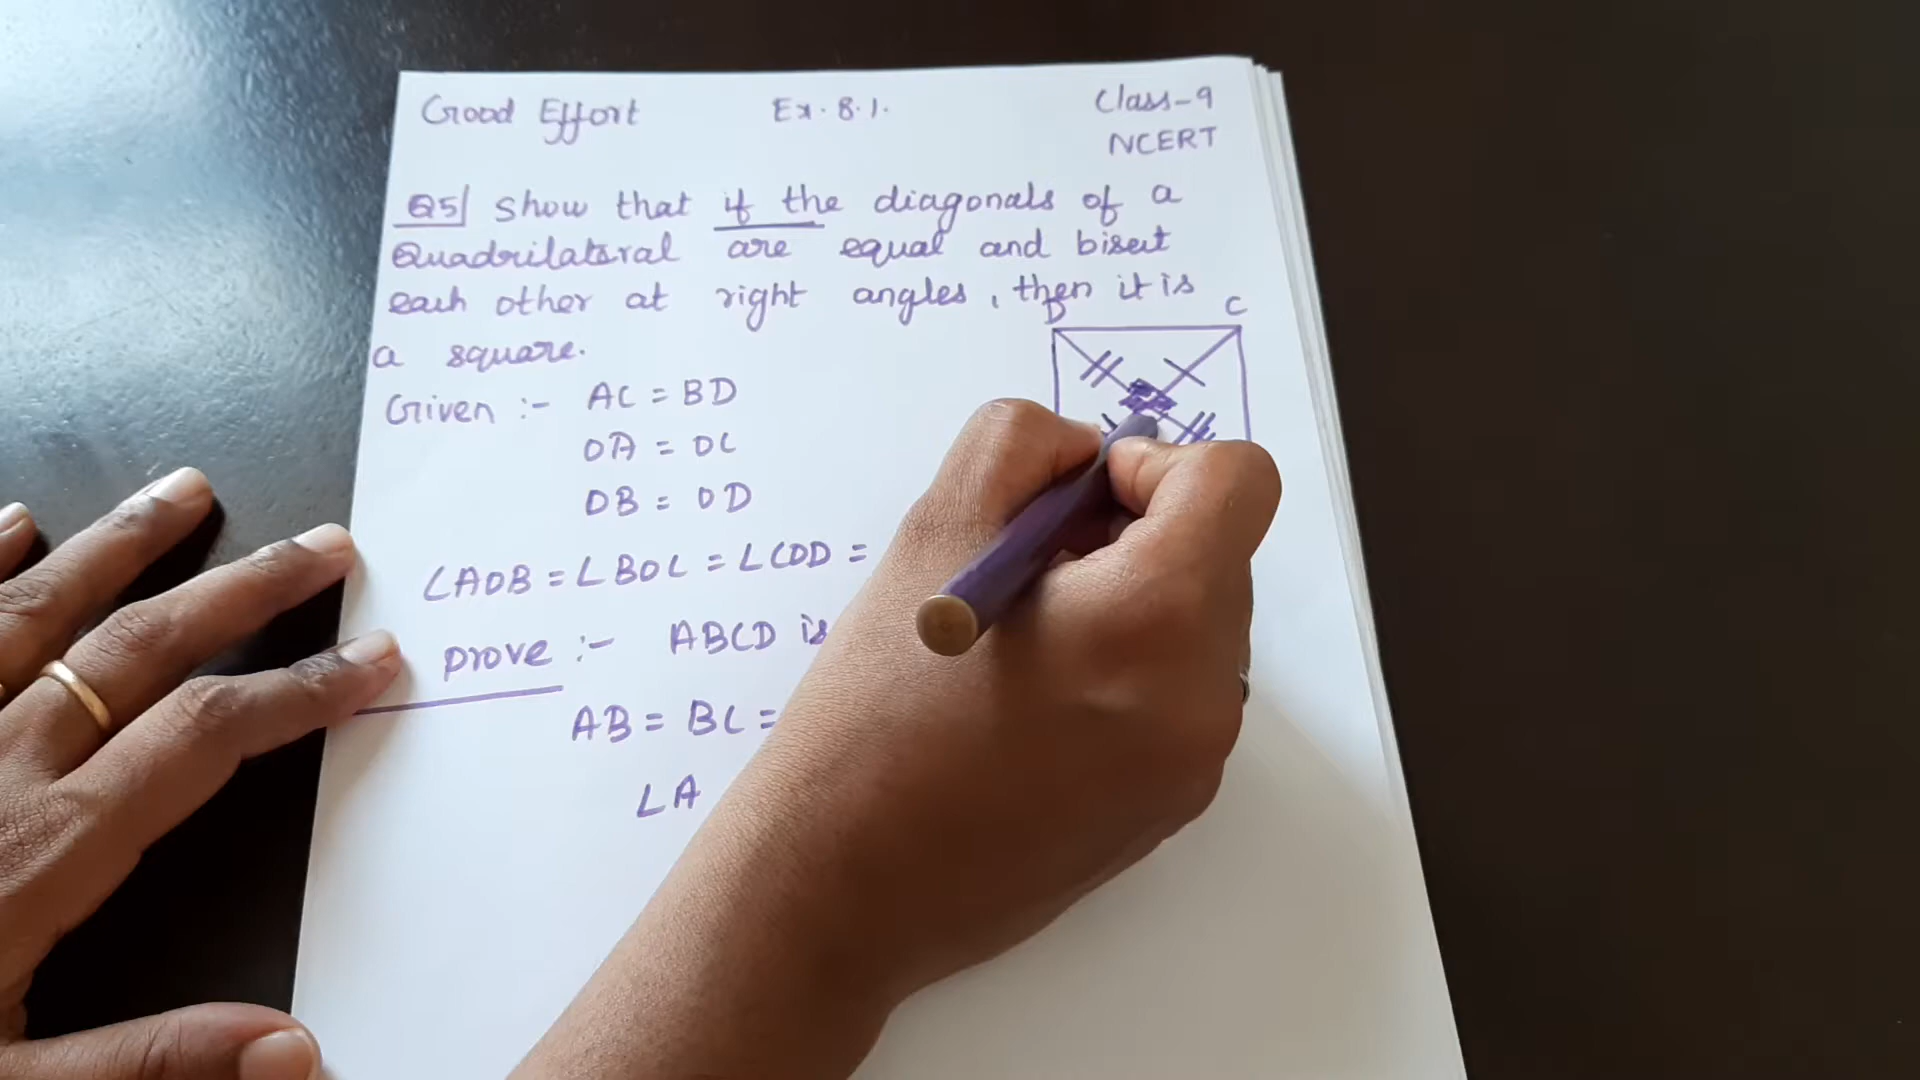 Good Effort Ex. 8.1. Class-9
NCERT
Q5 Show that if the diagonals of a
Quadrilateral are equal and bisect
each other at right angles, then it is
a square.
D C
Given :- AC = BD
OA = OC
OB = OD
∠AOB = ∠BOC = ∠COD =
prove :- ABCD is
AB = BC =
∠A